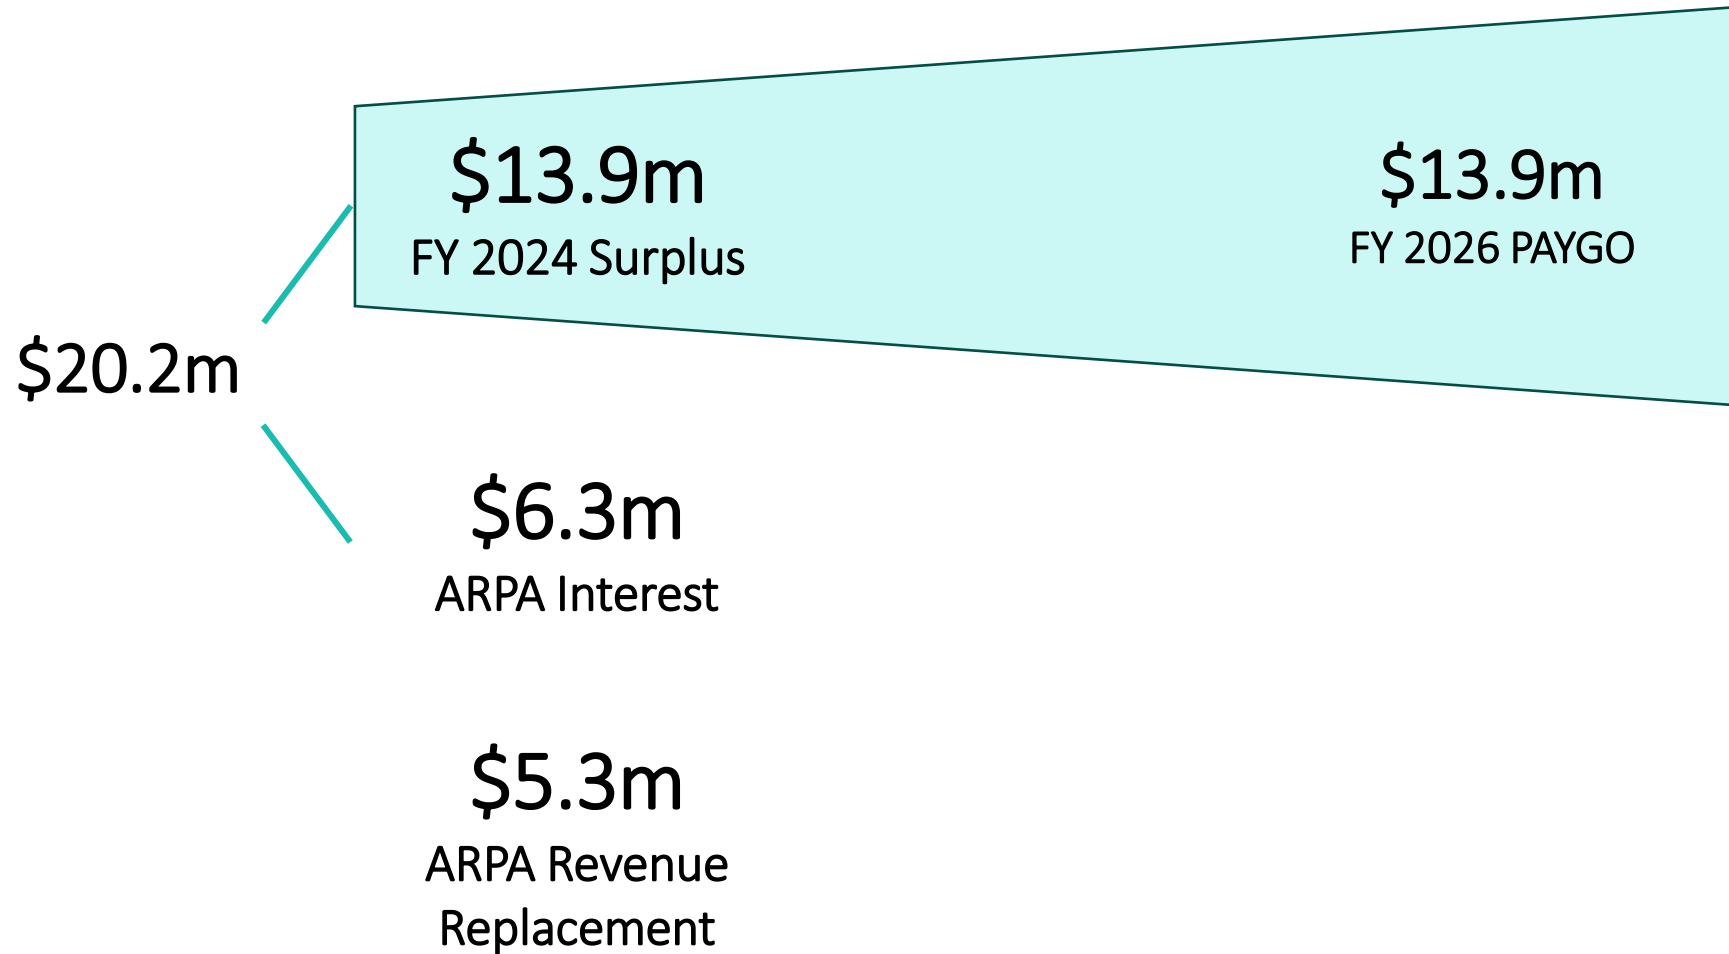 $13.9m
FY 2024 Surplus
$13.9m
FY 2026 PAYGO
$20.2m
$6.3m
ARPA Interest
$5.3m
ARPA Revenue
Replacement